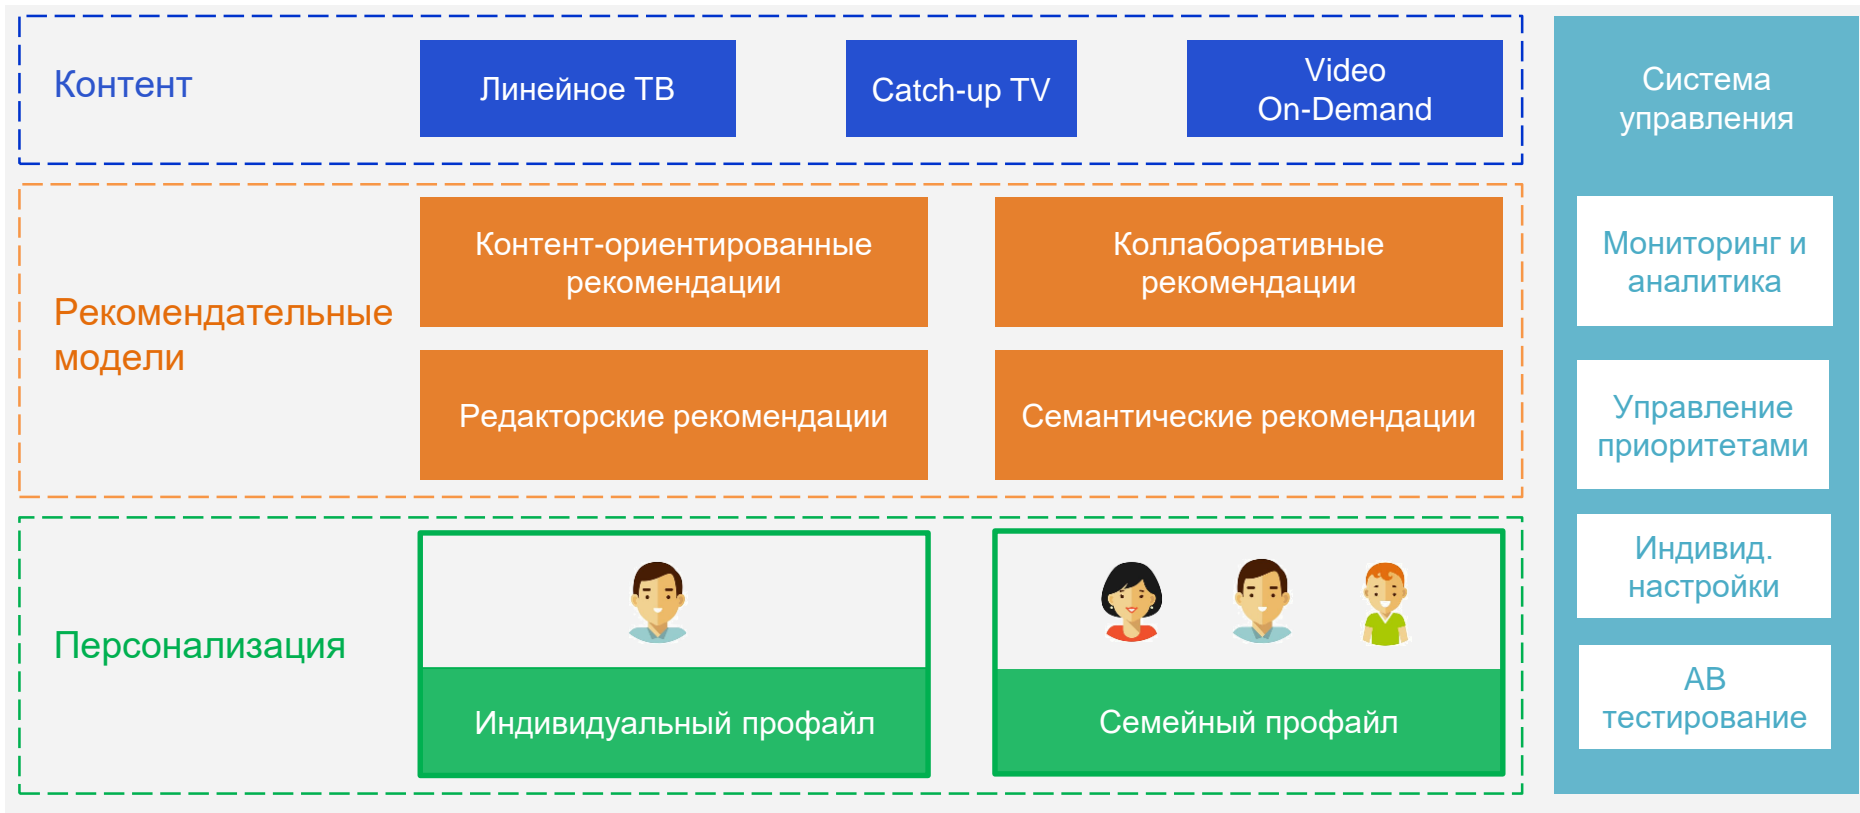 Контент
Линейное ТВ
Catch-up TV
Video
On-Demand
Рекомендательные
модели
Контент-ориентированные
рекомендации
Коллаборативные
рекомендации
Редакторские рекомендации
Семантические рекомендации
Персонализация
Индивидуальный профайл
Семейный профайл
Система
управления
Мониторинг и
аналитика
Управление
приоритетами
Индивид.
настройки
АВ
тестирование